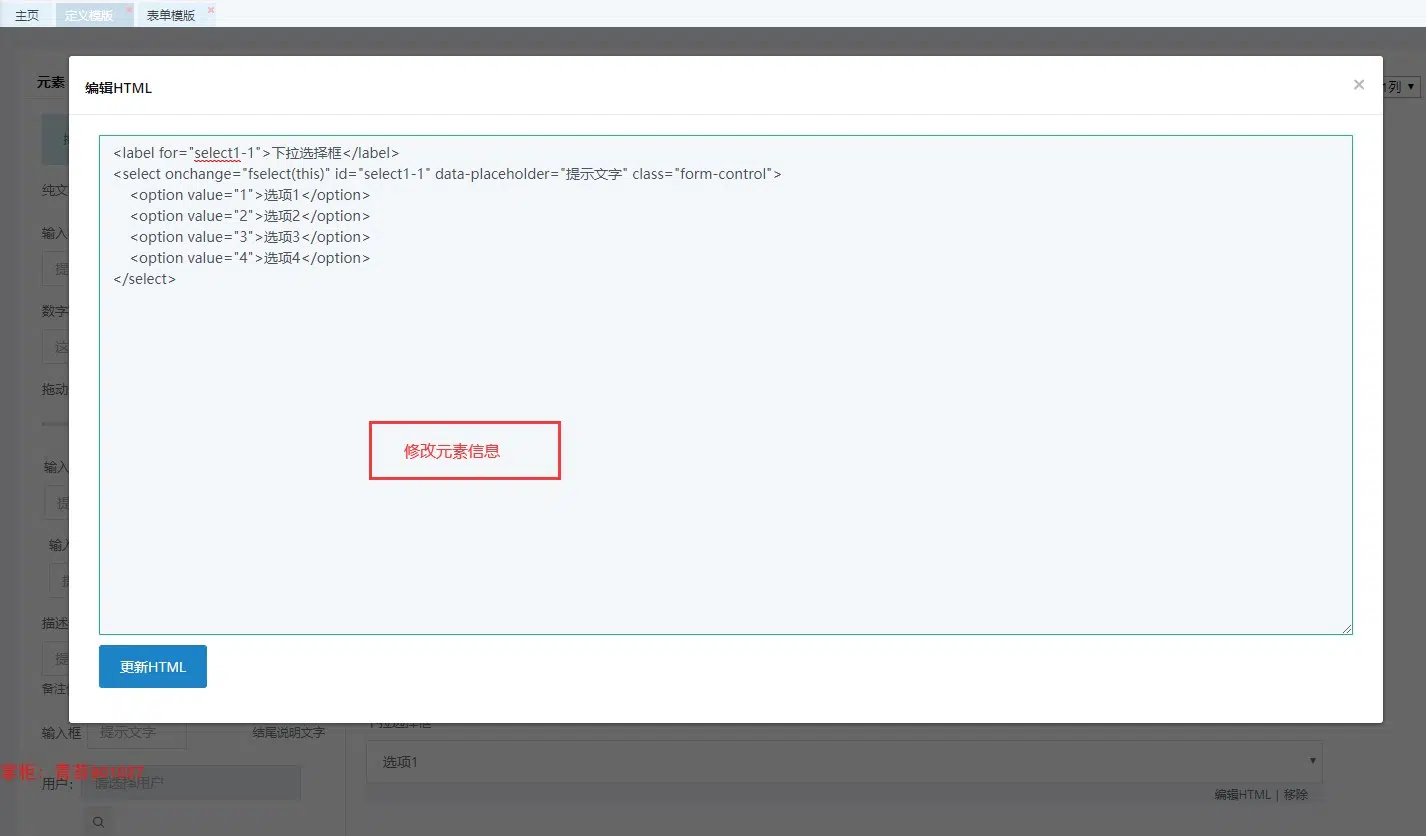 主页
定义模版
表单模版
元素
编辑HTML
×
列
<label for="select1-1">下拉选择框</label>
<select onchange="fselect(this)" id="select1-1" data-placeholder="提示文字" class="form-control">
<option value="1">选项1</option>
<option value="2">选项2</option>
<option value="3">选项3</option>
<option value="4">选项4</option>
</select>
纯文
输入
提
数字
这
拖动
修改元素信息
输入
提
输入
描述
提
更新HTML
备注
输入框
提示文字
结尾说明文字
选项1
用户：
请选择用户
编辑HTML | 移除